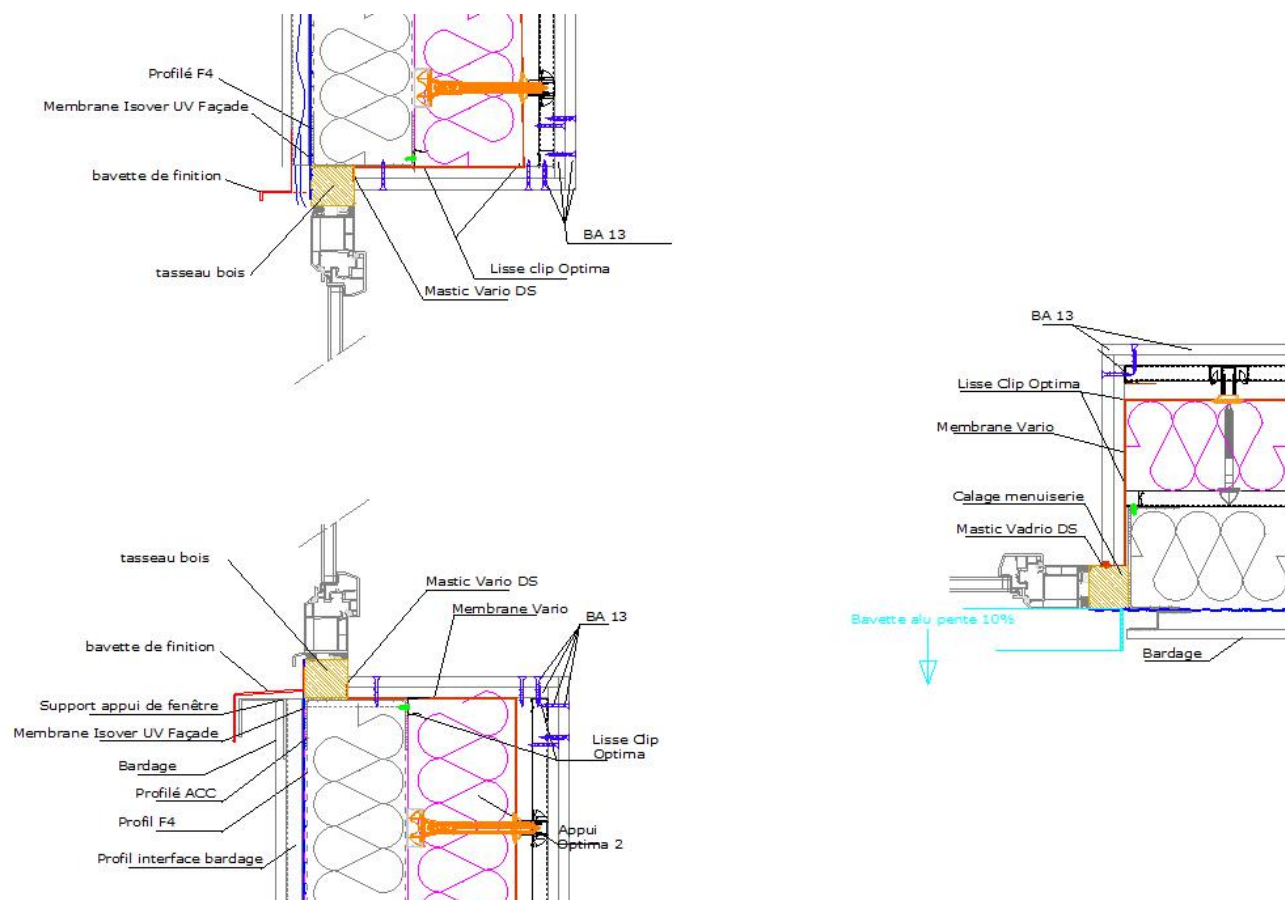 Profilé F4
Membrane Isover UV Façade
bavette de finition
tasseau bois
BA 13
Lisse clip Optima
Mastic Vario DS
BA 13
Lisse Clip Optima
Membrane Vario
Calage menuiserie
Mastic Vadrio DS
Bavette alu pente 10%
Bardage
tasseau bois
Mastic Vario DS
Membrane Vario
BA 13
bavette de finition
Support appui de fenêtre
Membrane Isover UV Façade
Bardage
Profilé ACC
Profil F4
Profil interface bardage
Lisse Clip
Optima
Appui
Optima 2